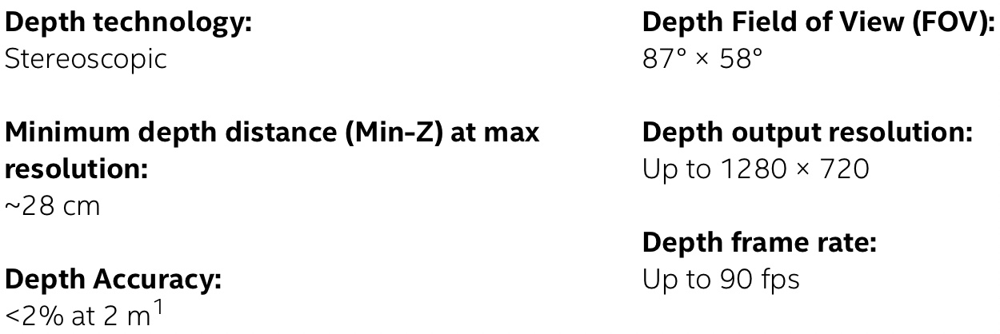 Depth technology:
Stereoscopic
Minimum depth distance (Min-Z) at max
resolution:
~28 cm
Depth Accuracy:
<2% at 2 m¹
Depth Field of View (FOV):
87° × 58°
Depth output resolution:
Up to 1280 × 720
Depth frame rate:
Up to 90 fps